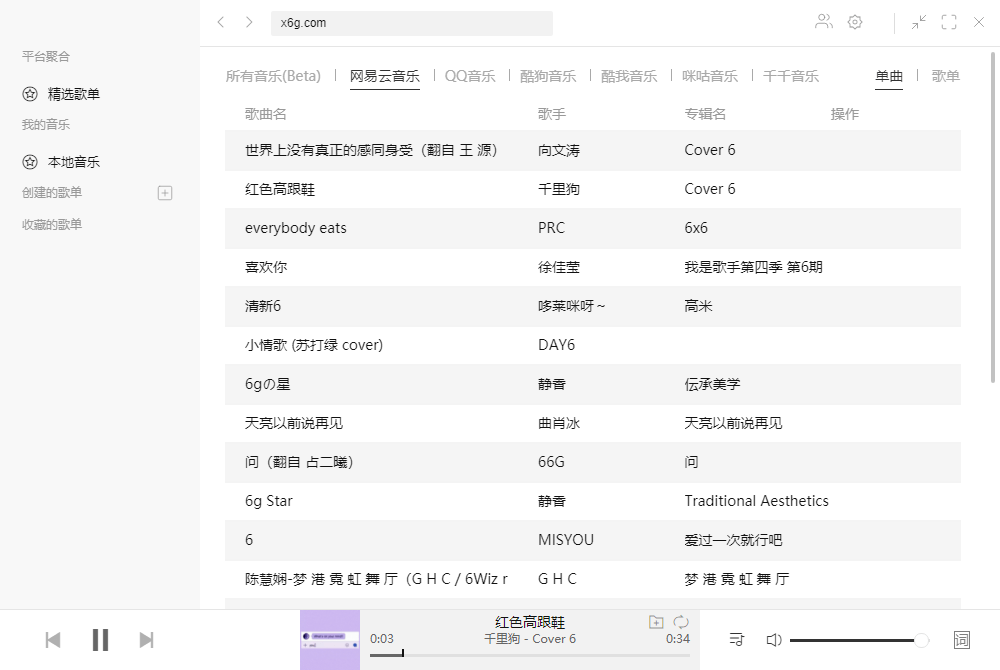 x6g.com
平台聚合
精选歌单
我的音乐
本地音乐
创建的歌单
收藏的歌单
所有音乐(Beta) 网易云音乐 QQ音乐 酷狗音乐 酷我音乐 咪咕音乐 千千音乐 单曲 歌单
歌曲名 歌手 专辑名 操作
世界上没有真正的感同身受（翻自 王 源） 向文涛 Cover 6
红色高跟鞋 千里狗 Cover 6
everybody eats PRC 6x6
喜欢你 徐佳莹 我是歌手第四季 第6期
清新6 哆莱咪呀～ 高米
小情歌 (苏打绿 cover) DAY6
6gの星 静香 伝承美学
天亮以前说再见 曲肖冰 天亮以前说再见
问（翻自 占二曦） 66G 问
6g Star 静香 Traditional Aesthetics
6 MISYOU 爱过一次就行吧
陈慧娴-梦 港 霓 虹 舞 厅（G H C / 6Wiz r G H C 梦 港 霓 虹 舞 厅
红色高跟鞋
0:03 千里狗 - Cover 6 0:34
词